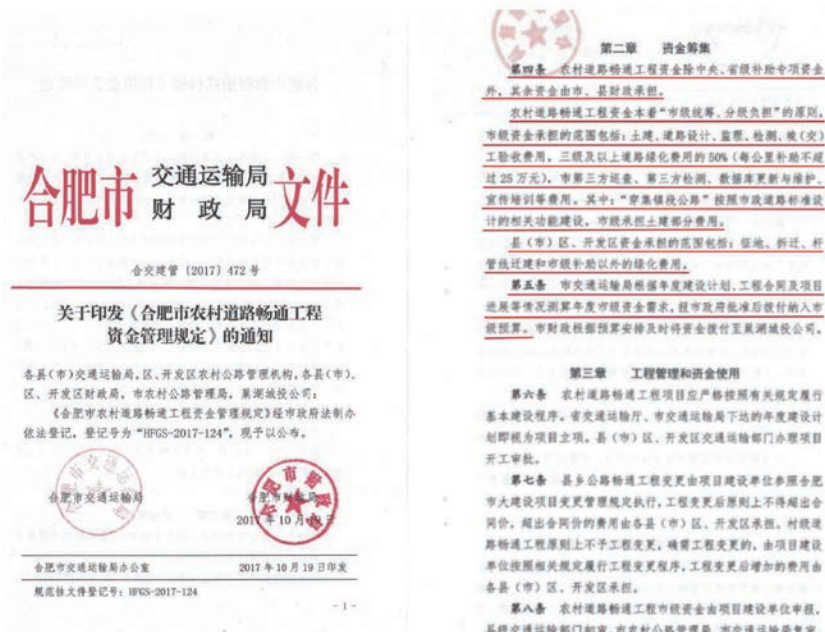 合肥市 交通运输局 文件
财政局
合交建管〔2017〕472号
关于印发《合肥市农村道路畅通工程
资金管理规定》的通知
各县(市)交通运输局,区、开发区农村公路管理机构,各县(市)、
区、开发区财政局,市农村公路管理局,巢湖城投公司:
《合肥市农村道路畅通工程资金管理规定》经市政府法制办
依法登记,登记号为“HFGS-2017-124”,现予以公布。
合肥市交通运输局
合肥市财政局
2017年10月19日
合肥市交通运输局办公室
2017年10月19日印发
规范性文件登记号:HFGS-2017-124
-1-
第二章 资金筹集
第四条 农村道路畅通工程资金除中央、省级补助专项资金
外,其余资金由市、县财政承担。
农村道路畅通工程资金本着“市级统筹、分级负担”的原则。
市级资金承担的范围包括:土建、道路设计、监理、检测、竣(交)
工验收费用,三级及以上道路绿化费用的50%(每公里补助不超
过25万元),市第三方巡查、第三方检测、数据库更新与维护、
宣传培训等费用。其中:“穿集镇段公路”按照市政道路标准设
计的相关功能建设,市级承担土建部分费用。
县(市)区、开发区资金承担的范围包括:征地、拆迁、杆
管线迁建和市级补助以外的绿化费用。
第五条 市交通运输局根据年度建设计划、工程合同及项目
进展等情况测算年度市级资金需求,报市政府批准后拨付纳入市
级预算。市财政根据预算安排及时将资金拨付至巢湖城投公司。
第三章 工程管理和资金使用
第六条 农村道路畅通工程项目应严格按照有关规定履行
基本建设程序。省交通运输厅、市交通运输局下达的年度建设计
划即视为项目立项。县(市)区、开发区交通运输部门办理项目
开工审批。
第七条 县乡公路畅通工程变更由项目建设单位参照合肥
市大建设项目变更管理规定执行,工程变更后原则上不得超出合
同价,超出合同价的费用由各县(市)区、开发区承担。村级道
路畅通工程原则上不予工程变更,确需工程变更的,由项目建设
单位按照相关规定履行工程变更程序,工程变更后增加的费用由
各县(市)区、开发区承担。
第八条 农村道路畅通工程市级资金由项目建设单位申报,
县级交通运输部门初审,市农村公路管理局、市交通运输局复审,